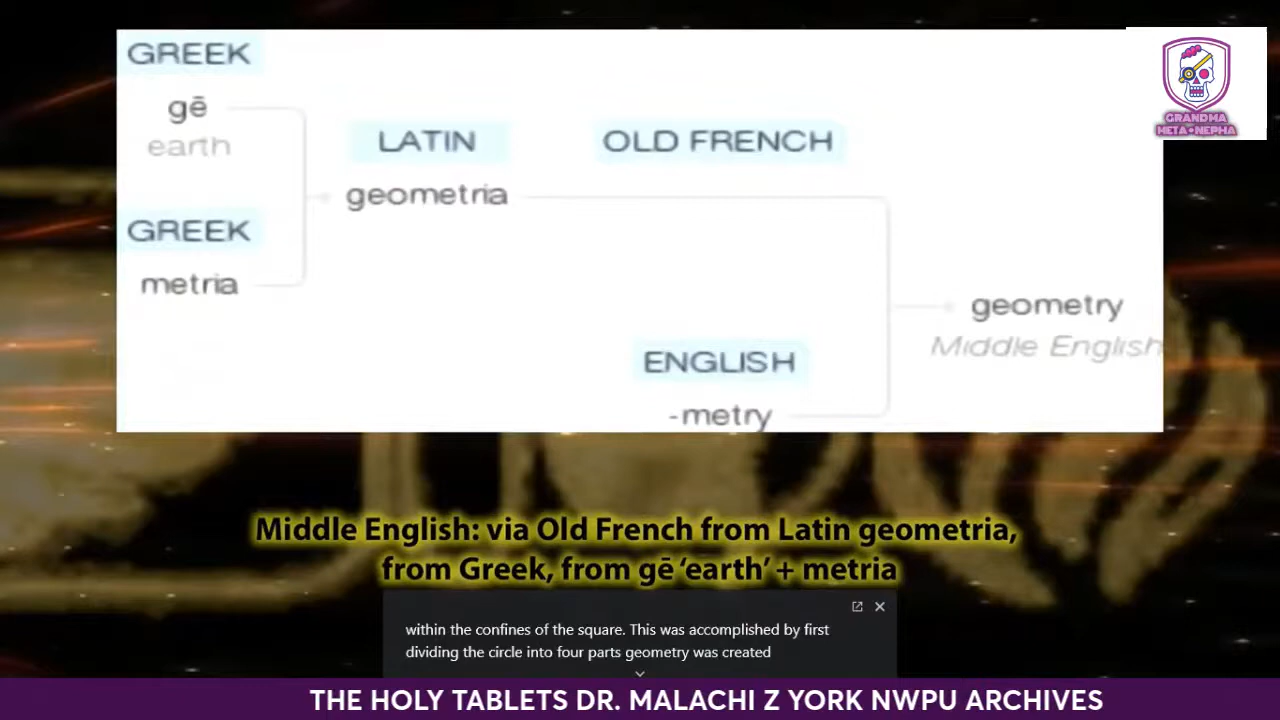 GREEK
gē
earth
GREEK
metria
LATIN
geometria
OLD FRENCH
ENGLISH
-metry
geometry
Middle English
GRANDMA
HETA•NEPHA
Middle English: via Old French from Latin geometria,
from Greek, from gē ‘earth’ + metria
within the confines of the square. This was accomplished by first
dividing the circle into four parts geometry was created
THE HOLY TABLETS DR. MALACHI Z YORK NWPU ARCHIVES